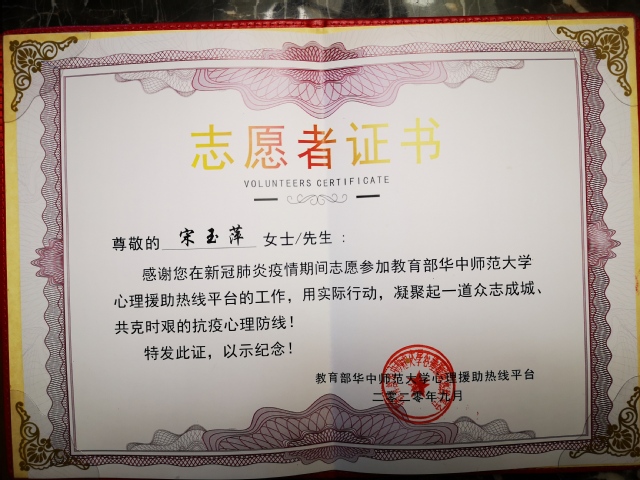 志愿者证书
VOLUNTEERS CERTIFICATE
尊敬的 宋玉萍 女士/先生：
感谢您在新冠肺炎疫情期间志愿参加教育部华中师范大学
心理援助热线平台的工作，用实际行动，凝聚起一道众志成城、
共克时艰的抗疫心理防线！
特发此证，以示纪念！
教育部华中师范大学心理援助热线平台
二零二零年九月